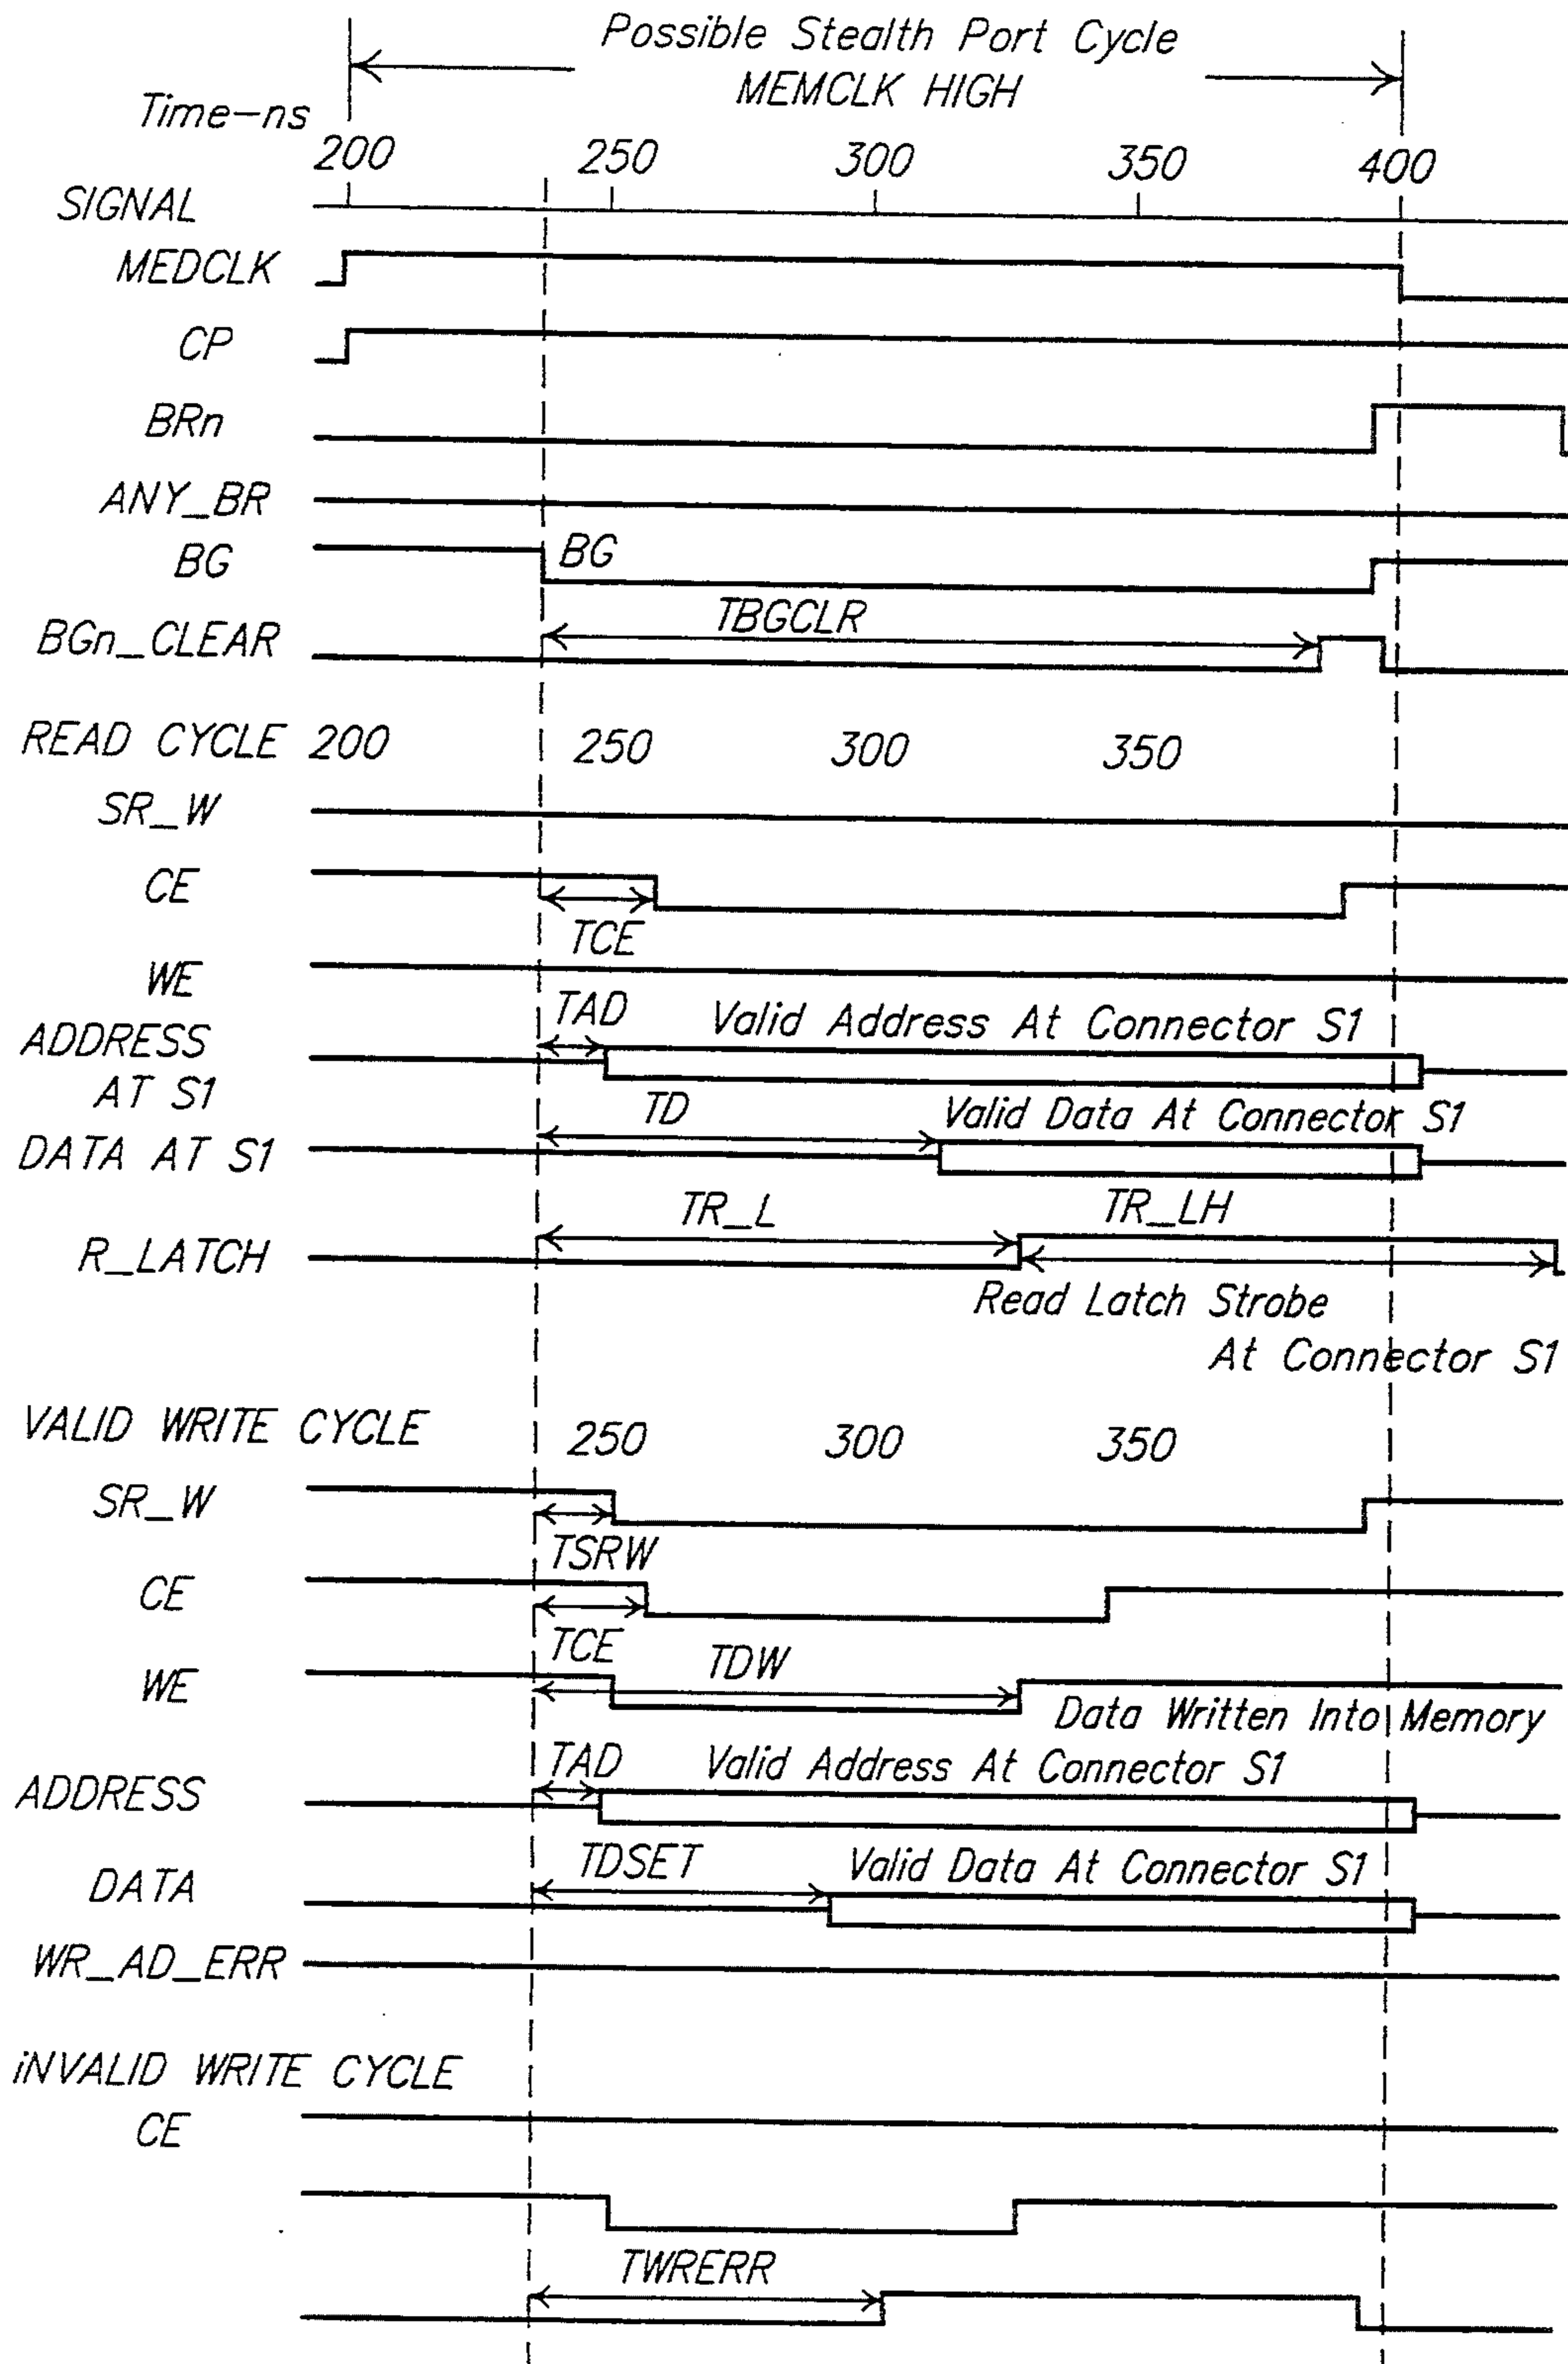 Possible Stealth Port Cycle
MEMCLK HIGH
Time-ns
200 250 300 350 400
SIGNAL
MEDCLK
CP
BRn
ANY_BR
BG BG
TBGCLR
BGn_CLEAR
READ CYCLE 200 250 300 350
SR_W
CE
TCE
WE
TAD Valid Address At Connector S1
ADDRESS
AT S1
TD Valid Data At Connector S1
DATA AT S1
TR_L TR_LH
R_LATCH
Read Latch Strobe
At Connector S1
VALID WRITE CYCLE 250 300 350
SR_W
TSRW
CE
TCE TDW
WE
Data Written Into Memory
TAD Valid Address At Connector S1
ADDRESS
TDSET Valid Data At Connector S1
DATA
WR_AD_ERR
iNVALID WRITE CYCLE
CE
TWRERR